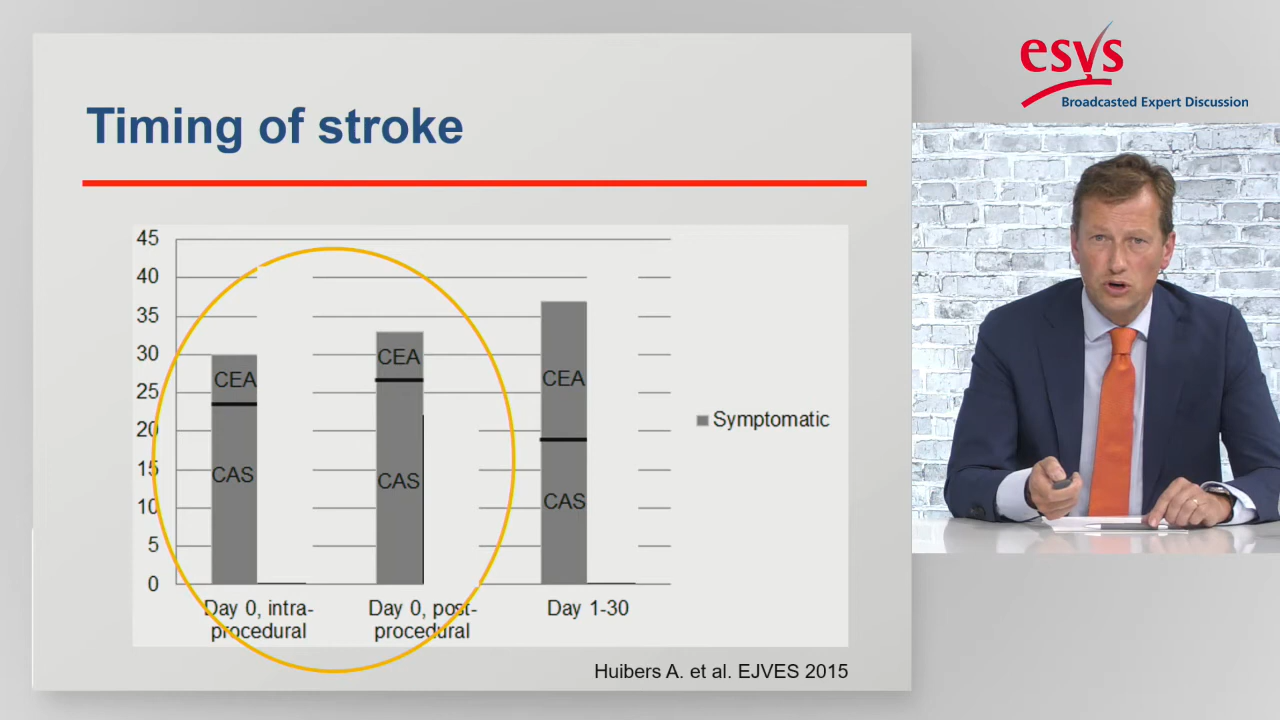 esvs
Broadcasted Expert Discussion
Timing of stroke
45
40
35
30
25
20
15
10
5
0
CEA
CAS
CEA
CAS
CEA
CAS
Symptomatic
Day 0, intra-
procedural
Day 0, post-
procedural
Day 1-30
Huibers A. et al. EJVES 2015